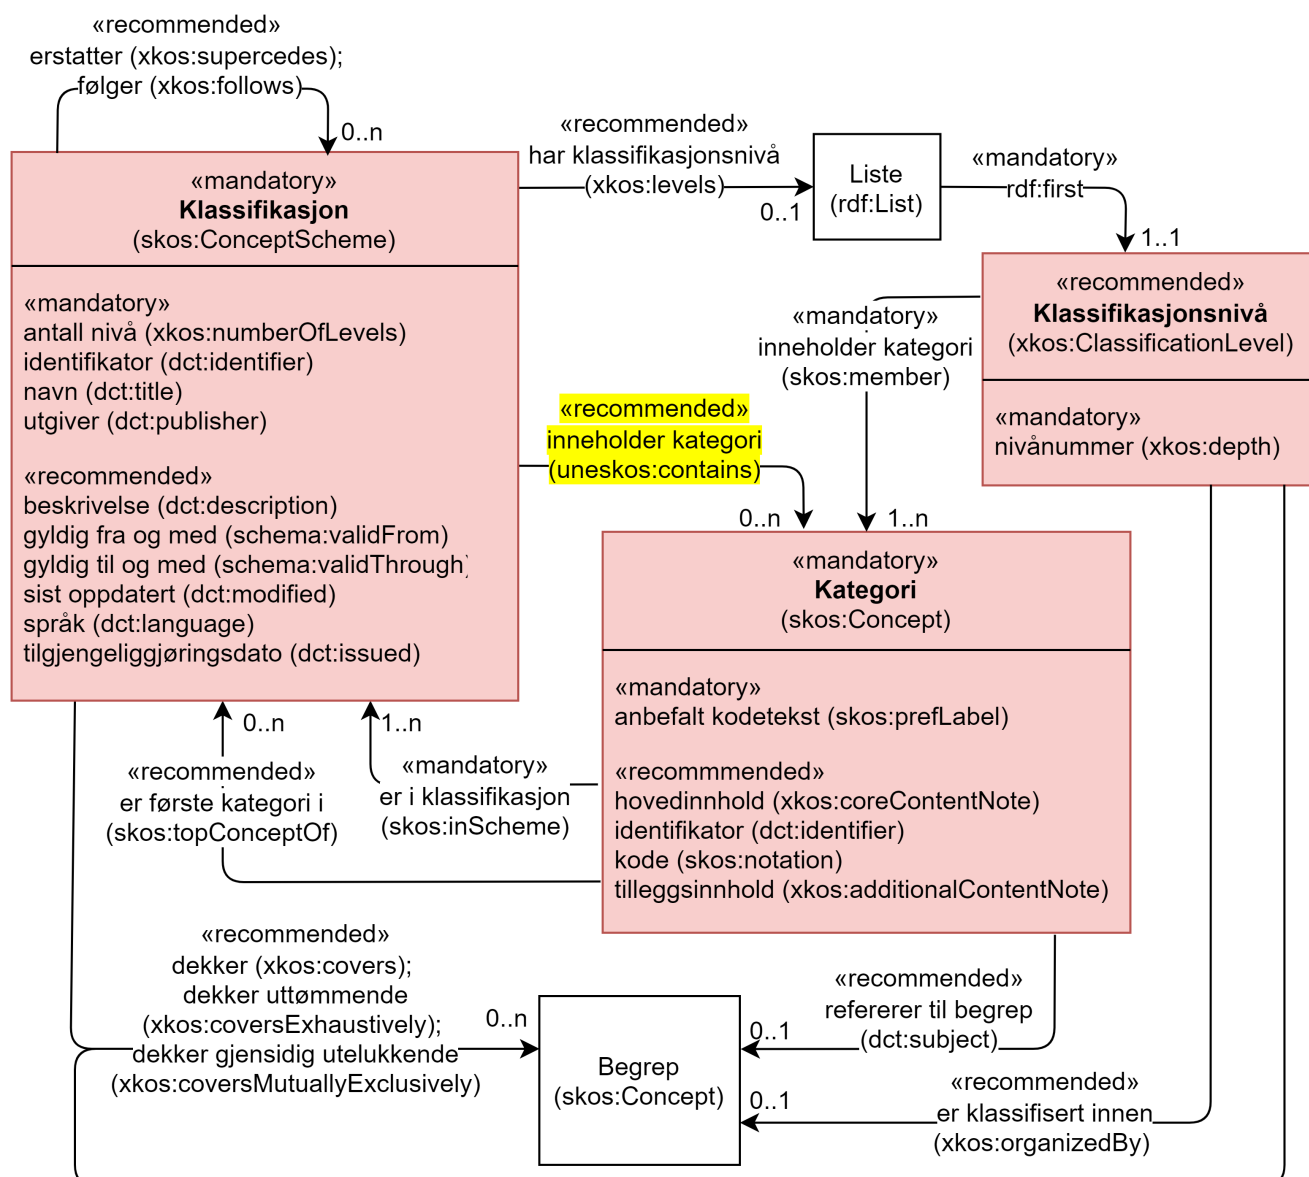 «recommended»
erstatter (xkos:supercedes);
følger (xkos:follows)
0..n
«recommended»
har klassifikasjonsnivå
(xkos:levels)
0..1
Liste
(rdf:List)
«mandatory»
rdf:first
1..1
«mandatory»
Klassifikasjon
(skos:ConceptScheme)
«mandatory»
antall nivå (xkos:numberOfLevels)
identifikator (dct:identifier)
navn (dct:title)
utgiver (dct:publisher)
«recommended»
beskrivelse (dct:description)
gyldig fra og med (schema:validFrom)
gyldig til og med (schema:validThrough)
sist oppdatert (dct:modified)
språk (dct:language)
tilgjengeliggjøringsdato (dct:issued)
«recommended»
Klassifikasjonsnivå
(xkos:ClassificationLevel)
«mandatory»
nivånummer (xkos:depth)
«mandatory»
inneholder kategori
(skos:member)
1..n
«recommended»
inneholder kategori
(uneskos:contains)
0..n
«mandatory»
Kategori
(skos:Concept)
«mandatory»
anbefalt kodetekst (skos:prefLabel)
«recommmended»
hovedinnhold (xkos:coreContentNote)
identifikator (dct:identifier)
kode (skos:notation)
tilleggsinnhold (xkos:additionalContentNote)
0..n
«recommended»
er første kategori i
(skos:topConceptOf)
1..n
«mandatory»
er i klassifikasjon
(skos:inScheme)
«recommended»
dekker (xkos:covers);
dekker uttømmende
(xkos:coversExhaustively);
dekker gjensidig utelukkende
(xkos:coversMutuallyExclusively)
0..n
Begrep
(skos:Concept)
«recommended»
refererer til begrep
(dct:subject)
0..1
«recommended»
er klassifisert innen
(xkos:organizedBy)
0..1